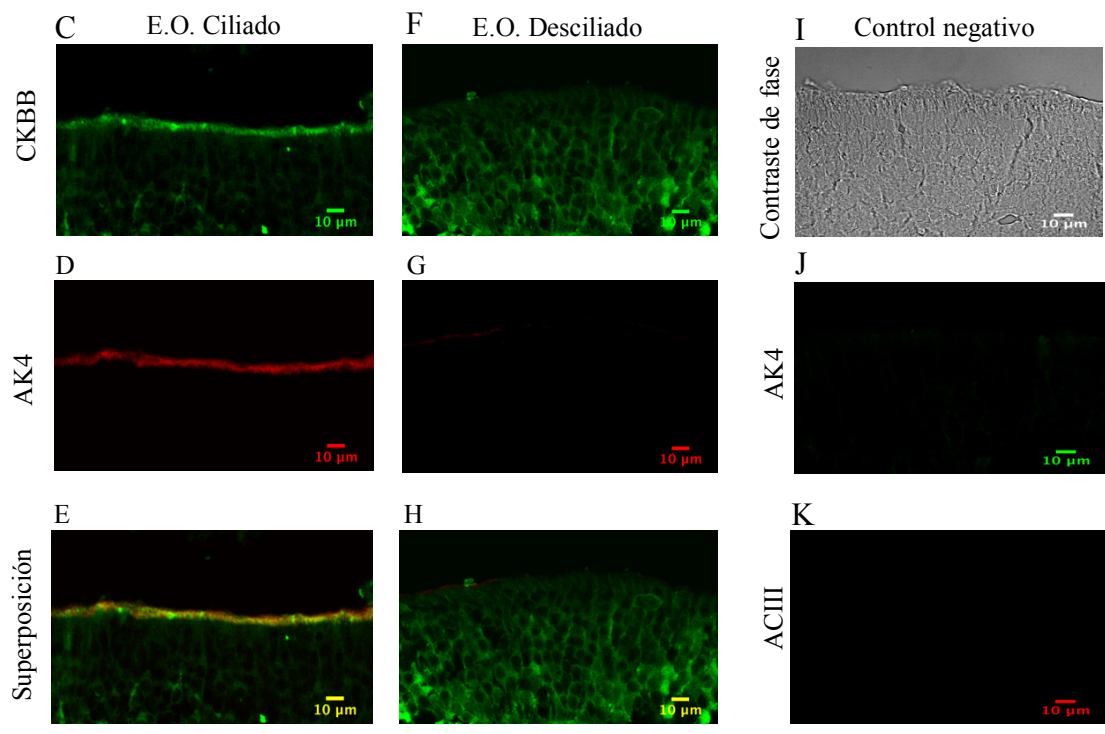 C
E.O. Ciliado
F
E.O. Desciliado
I
Control negativo
CKBB
10 µm
10 µm
Contraste de fase
10 µm
D
G
J
AK4
10 µm
10 µm
AK4
10 µm
E
H
K
Superposición
10 µm
10 µm
ACIII
10 µm